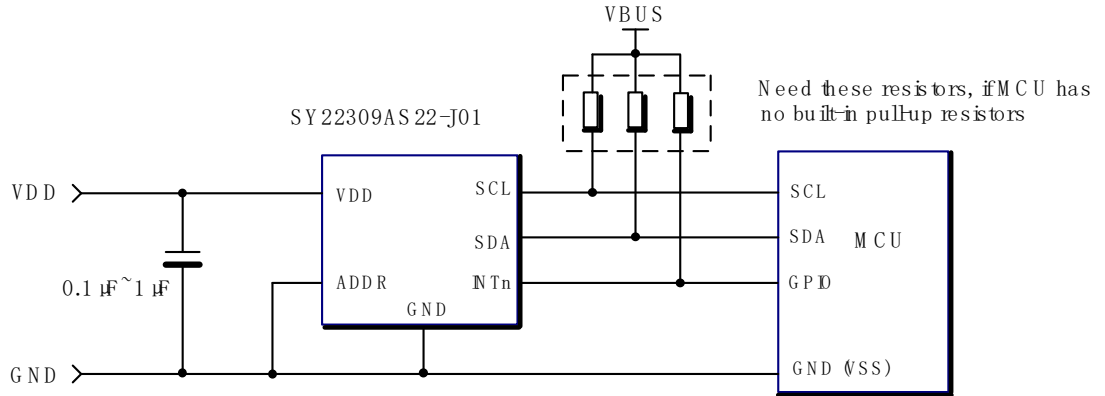 VBUS
Need these resistors, if MCU has
no built-in pull-up resistors
SY22309AS22-J01
VDD
VDD
SCL
SCL
SDA
SDA
MCU
0.1 µF~1 µF
ADDR
INTn
GPIO
GND
GND
GND (VSS)